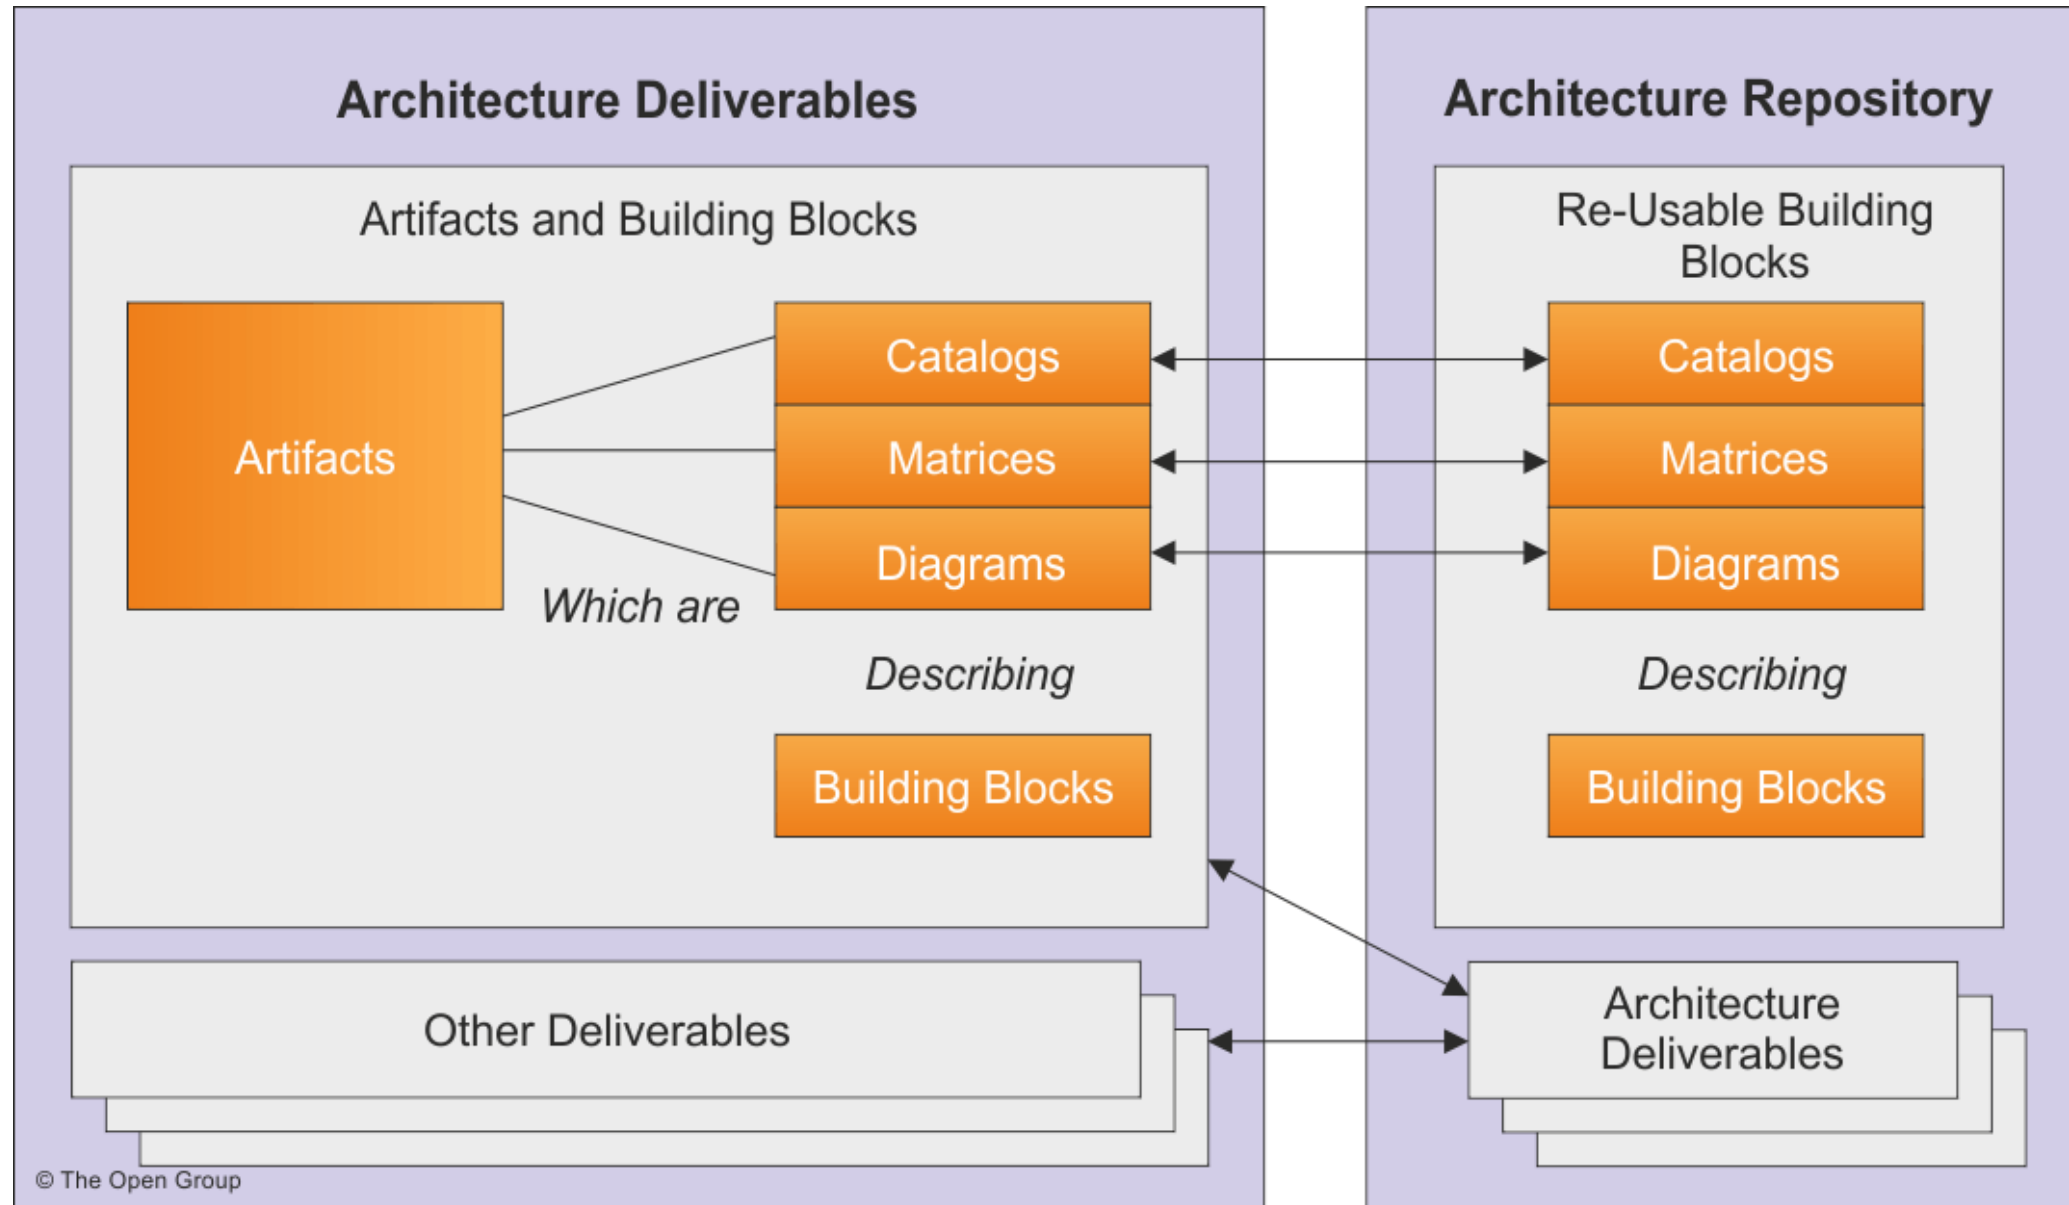 Architecture Deliverables
Artifacts and Building Blocks
Artifacts
Which are
Catalogs
Matrices
Diagrams
Describing
Building Blocks
Other Deliverables
© The Open Group
Architecture Repository
Re-Usable Building
Blocks
Catalogs
Matrices
Diagrams
Describing
Building Blocks
Architecture
Deliverables